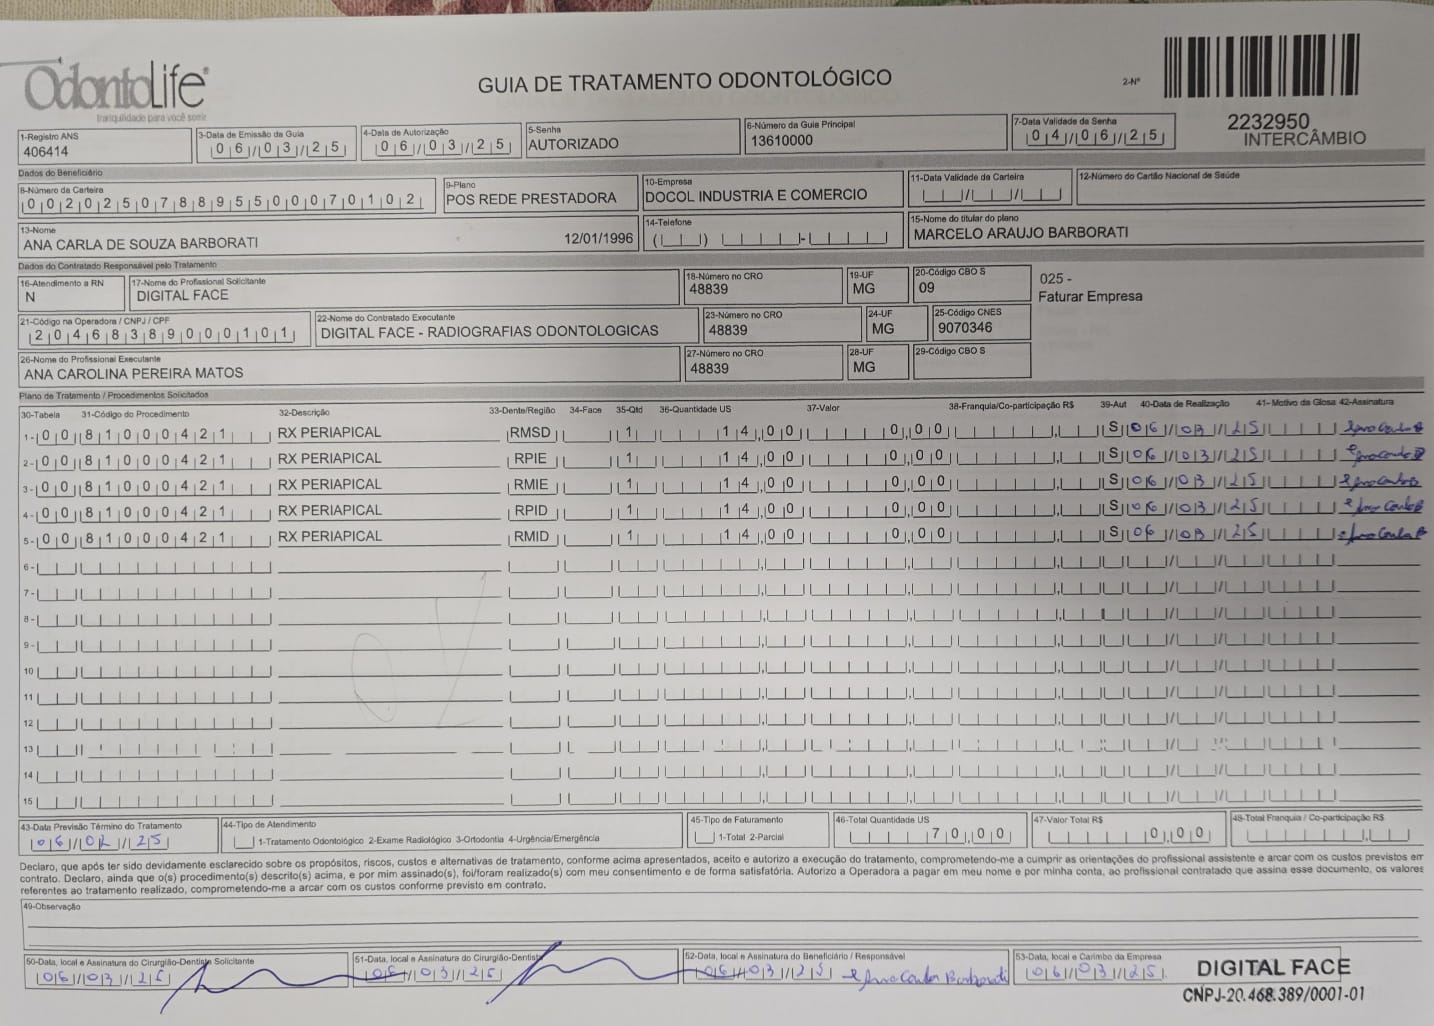 OdontoLife®
tranquilidade para você sorrir
GUIA DE TRATAMENTO ODONTOLÓGICO
2-Nº
2232950
INTERCÂMBIO
1-Registro ANS
406414
3-Data de Emissão da Guia
06/03/25
4-Data de Autorização
06/03/25
5-Senha
AUTORIZADO
6-Número da Guia Principal
13610000
7-Data Validade da Senha
04/06/25
Dados do Beneficiário
8-Número da Carteira
002025078895500070102
9-Plano
POS REDE PRESTADORA
10-Empresa
DOCOL INDUSTRIA E COMERCIO
11-Data Validade da Carteira
12-Número do Cartão Nacional de Saúde
13-Nome
ANA CARLA DE SOUZA BARBORATI 12/01/1996
14-Telefone
15-Nome do titular do plano
MARCELO ARAUJO BARBORATI
Dados do Contratado Responsável pelo Tratamento
16-Atendimento a RN
N
17-Nome do Profissional Solicitante
DIGITAL FACE
18-Número no CRO
48839
19-UF
MG
20-Código CBO S
09
025 -
Faturar Empresa
21-Código na Operadora / CNPJ / CPF
20468389000101
22-Nome do Contratado Executante
DIGITAL FACE - RADIOGRAFIAS ODONTOLOGICAS
23-Número no CRO
48839
24-UF
MG
25-Código CNES
9070346
26-Nome do Profissional Executante
ANA CAROLINA PEREIRA MATOS
27-Número no CRO
48839
28-UF
MG
29-Código CBO S
Plano de Tratamento / Procedimentos Solicitados
30-Tabela 31-Código do Procedimento 32-Descrição 33-Dente/Região 34-Face 35-Qtd 36-Quantidade US 37-Valor 38-Franquia/Co-participação R$ 39-Aut 40-Data de Realização 41- Motivo da Glosa 42-Assinatura
1- 00 81000421 RX PERIAPICAL RMSD 1 14,00 0,00 S 06/03/25 Ana Carla B
2- 00 81000421 RX PERIAPICAL RPIE 1 14,00 0,00 S 06/03/25 Ana Carla B
3- 00 81000421 RX PERIAPICAL RMIE 1 14,00 0,00 S 06/03/25 Ana Carla B
4- 00 81000421 RX PERIAPICAL RPID 1 14,00 0,00 S 06/03/25 Ana Carla B
5- 00 81000421 RX PERIAPICAL RMID 1 14,00 0,00 S 06/03/25 Ana Carla B
6-
7-
8-
9-
10
11
12
13
14
15
43-Data Previsão Término do Tratamento
06/02/25
44-Tipo de Atendimento
1-Tratamento Odontológico 2-Exame Radiológico 3-Ortodontia 4-Urgência/Emergência
45-Tipo de Faturamento
1-Total 2-Parcial
46-Total Quantidade US
70,00
47-Valor Total R$
0,00
48-Total Franquia / Co-participação R$
Declaro, que após ter sido devidamente esclarecido sobre os propósitos, riscos, custos e alternativas de tratamento, conforme acima apresentados, aceito e autorizo a execução do tratamento, comprometendo-me a cumprir as orientações do profissional assistente e arcar com os custos previstos em
contrato. Declaro, ainda que o(s) procedimento(s) descrito(s) acima, e por mim assinado(s), foi/foram realizado(s) com meu consentimento e de forma satisfatória. Autorizo a Operadora a pagar em meu nome e por minha conta, ao profissional contratado que assina esse documento, os valores
referentes ao tratamento realizado, comprometendo-me a arcar com os custos conforme previsto em contrato.
49-Observação
50-Data, local e Assinatura do Cirurgião-Dentista Solicitante
06/03/25
51-Data, local e Assinatura do Cirurgião-Dentista
06/03/25
52-Data, local e Assinatura do Beneficiário / Responsável
06/03/25 Ana Carla Barborati
53-Data, local e Carimbo da Empresa
06/03/25
DIGITAL FACE
CNPJ-20.468.389/0001-01